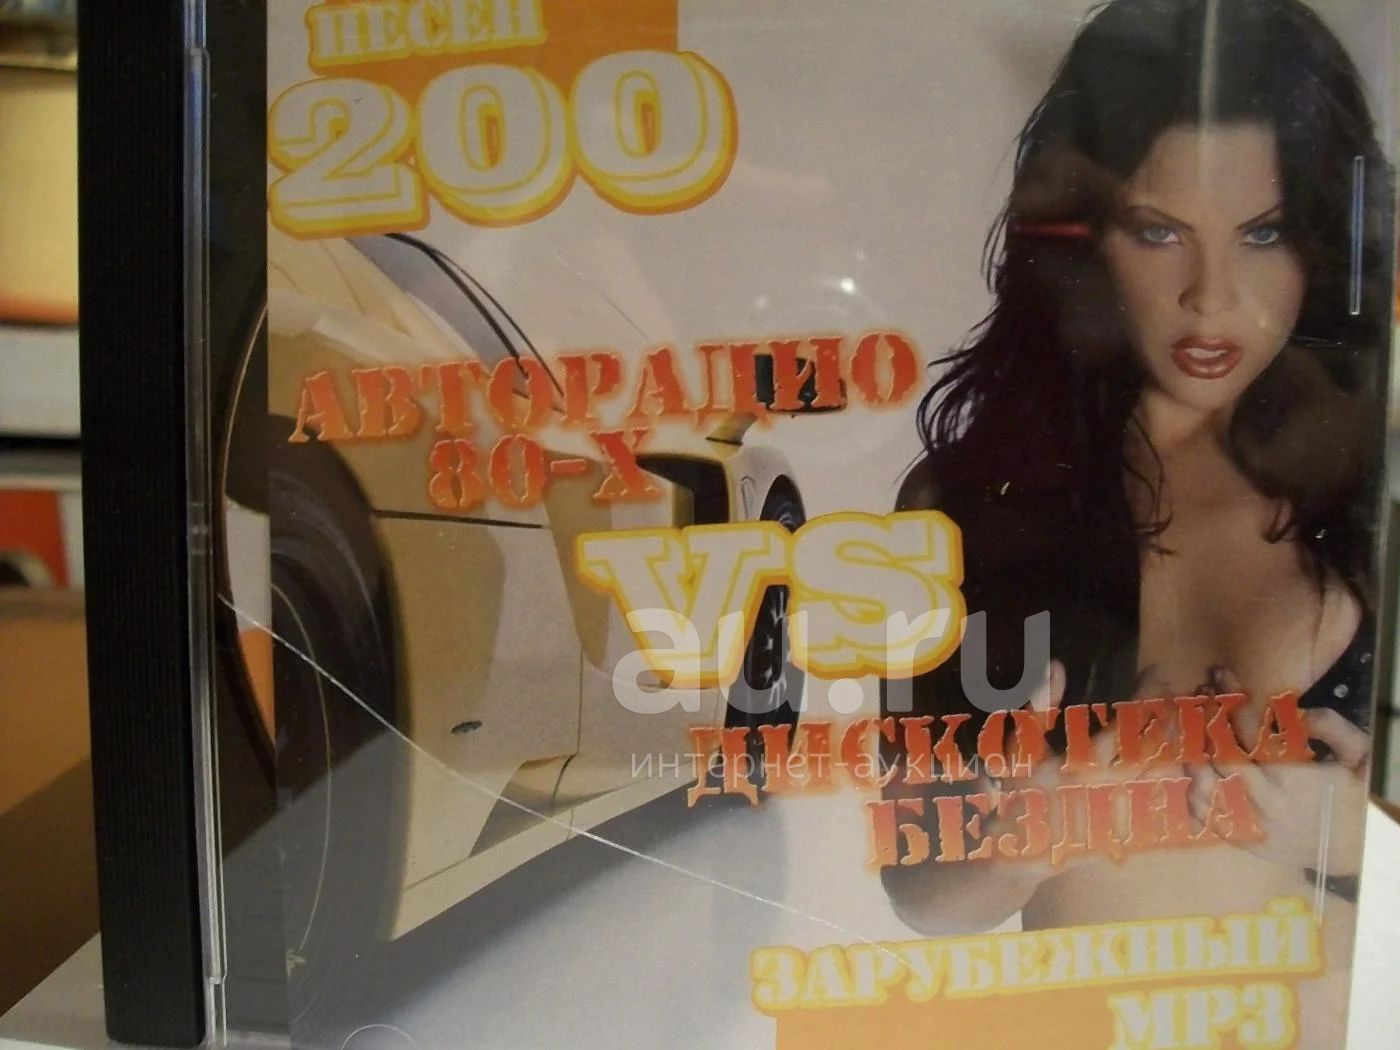 ПЕСЕН
200
АВТОРАДИО
80-Х
VS
au.ru
интернет-аукцион
ДИСКОТЕКА
БЕЗДНА
ЗАРУБЕЖНЫЙ
MP3